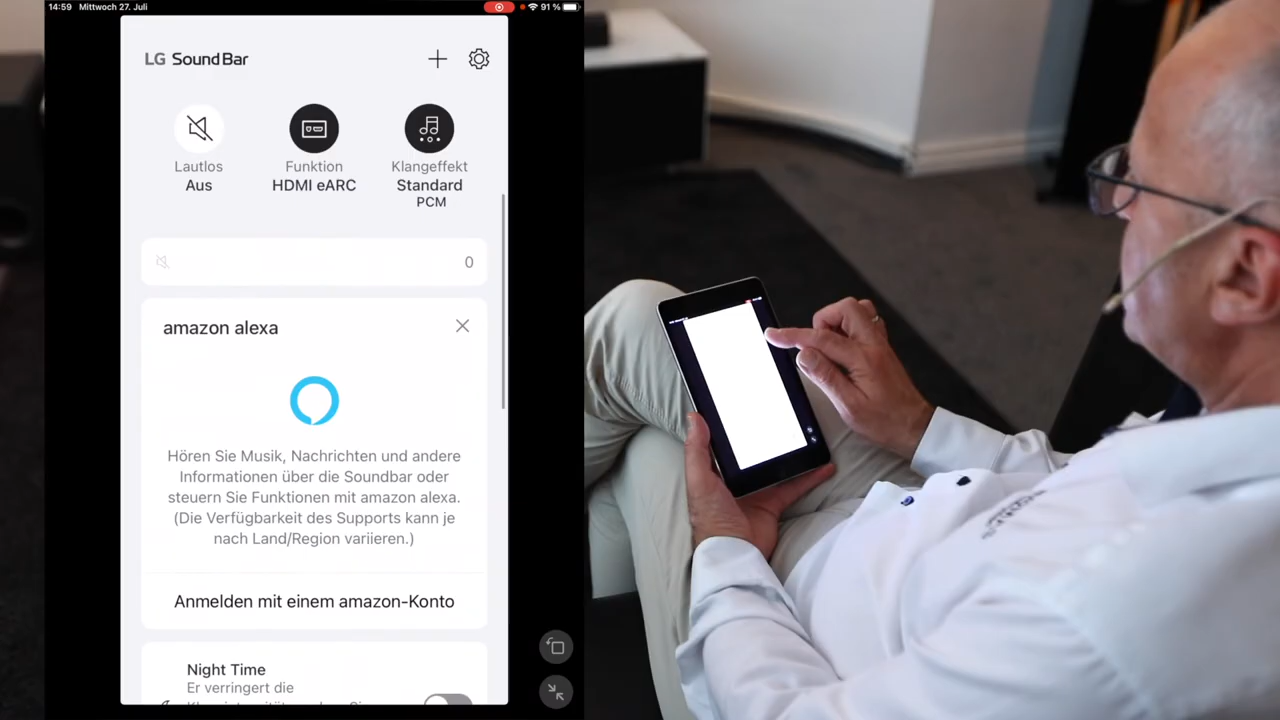 14:59 Mittwoch 27. Juli
91 %
LG Sound Bar
Lautlos
Aus
Funktion
HDMI eARC
Klangeffekt
Standard
PCM
0
amazon alexa
Hören Sie Musik, Nachrichten und andere
Informationen über die Soundbar oder
steuern Sie Funktionen mit amazon alexa.
(Die Verfügbarkeit des Supports kann je
nach Land/Region variieren.)
Anmelden mit einem amazon-Konto
Night Time
Er verringert die